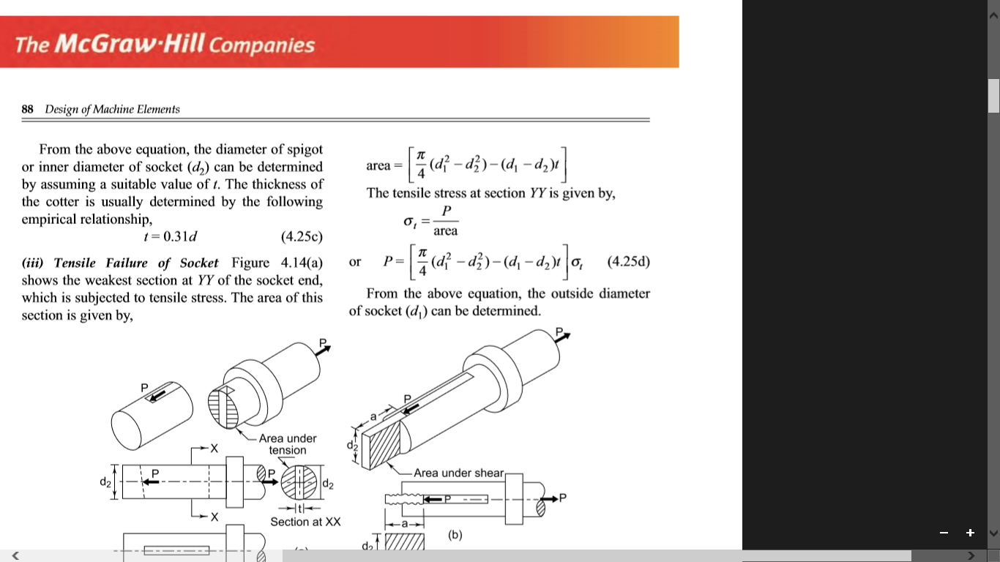 The McGraw·Hill Companies
88 Design of Machine Elements
From the above equation, the diameter of spigot
or inner diameter of socket (d₂) can be determined
by assuming a suitable value of t. The thickness of
the cotter is usually determined by the following
empirical relationship,
t = 0.31d (4.25c)
(iii) Tensile Failure of Socket Figure 4.14(a)
shows the weakest section at YY of the socket end,
which is subjected to tensile stress. The area of this
section is given by,
area = [π/4 (d₁² – d₂²) – (d₁ – d₂)t]
The tensile stress at section YY is given by,
σₜ = P/area
or P = [π/4 (d₁² – d₂²) – (d₁ – d₂)t] σₜ (4.25d)
From the above equation, the outside diameter
of socket (d₁) can be determined.
P
P
Area under
tension
X
d₂
P
P
d₂
t
X
Section at XX
P
P
a
d₂
Area under shear
P
P
a
(b)
d₂